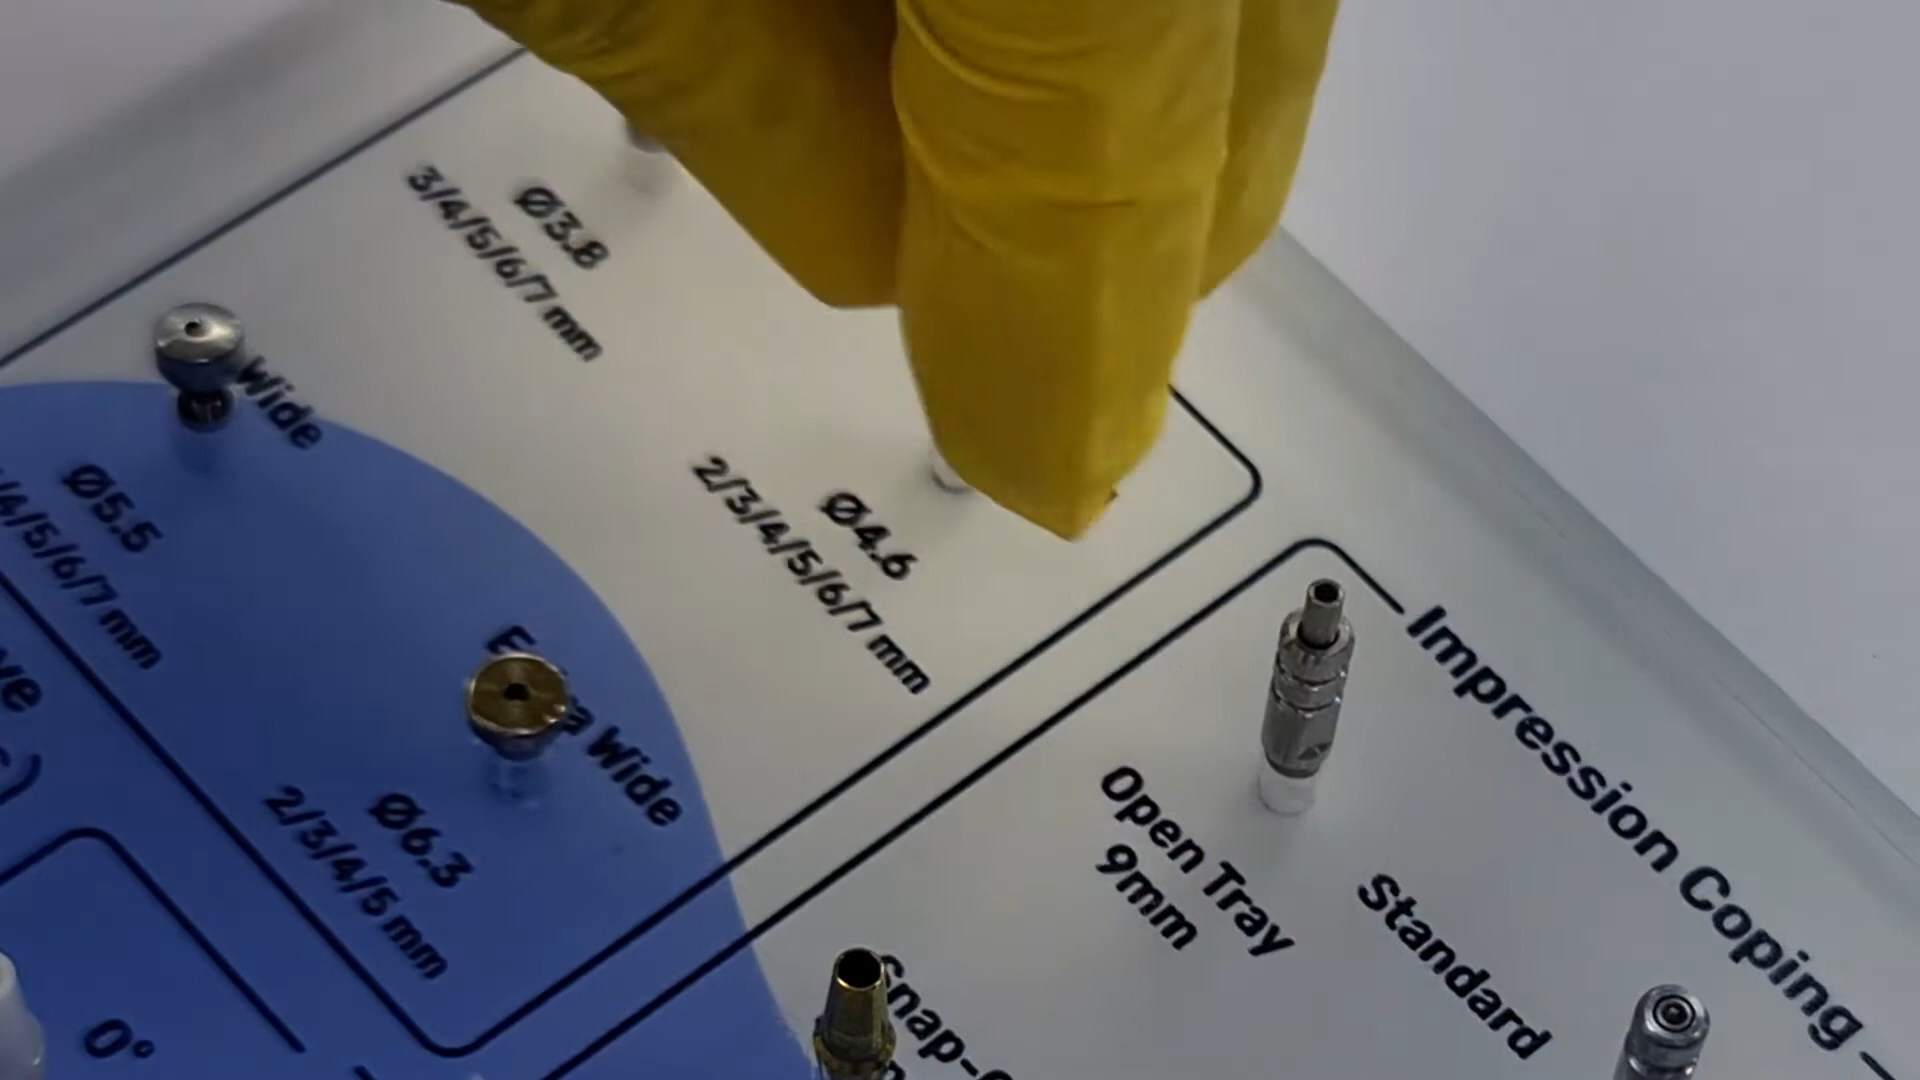 Ø3.8
3/4/5/6/7 mm
Wide
Ø5.5
/4/5/6/7 mm
Ø4.6
2/3/4/5/6/7 mm
Extra Wide
Ø6.3
2/3/4/5 mm
0°
Impression Coping
Open Tray
9mm
Standard
Snap-